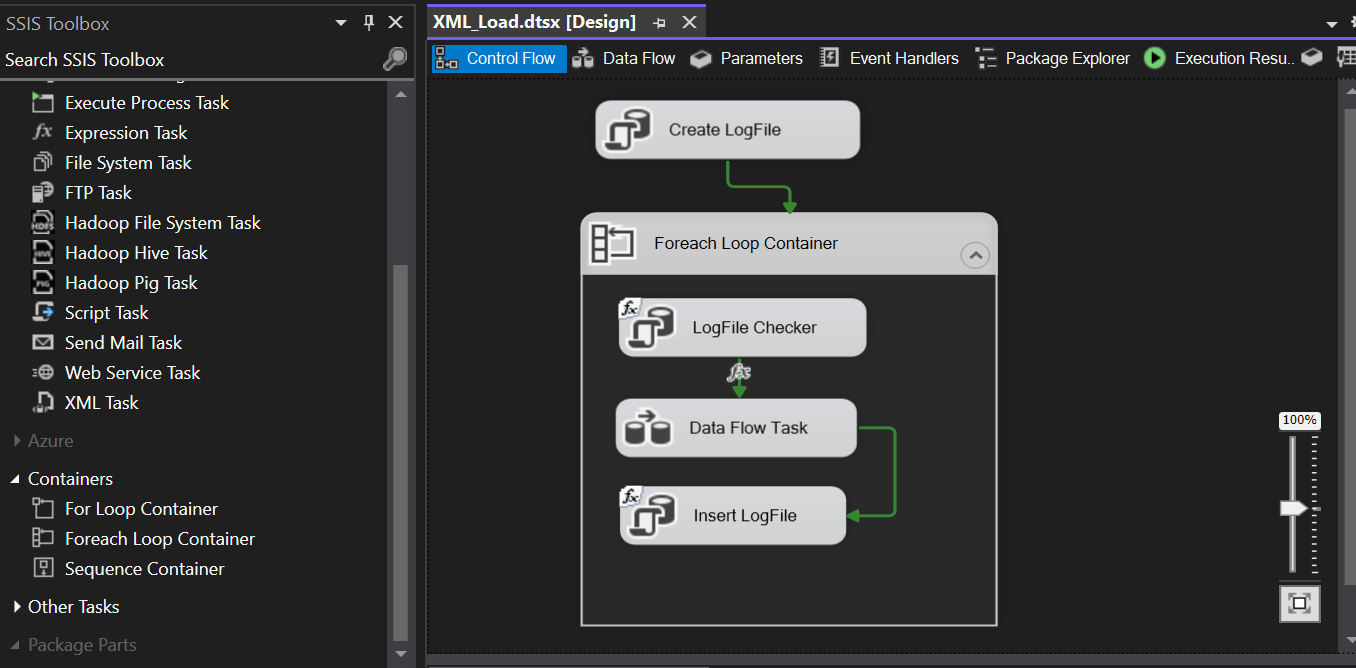 SSIS Toolbox
Search SSIS Toolbox
Execute Process Task
Expression Task
File System Task
FTP Task
Hadoop File System Task
Hadoop Hive Task
Hadoop Pig Task
Script Task
Send Mail Task
Web Service Task
XML Task
Azure
Containers
For Loop Container
Foreach Loop Container
Sequence Container
Other Tasks
Package Parts
XML_Load.dtsx [Design]
Control Flow Data Flow Parameters Event Handlers Package Explorer Execution Resu..
Create LogFile
Foreach Loop Container
fx
LogFile Checker
fx
Data Flow Task
fx
Insert LogFile
100%